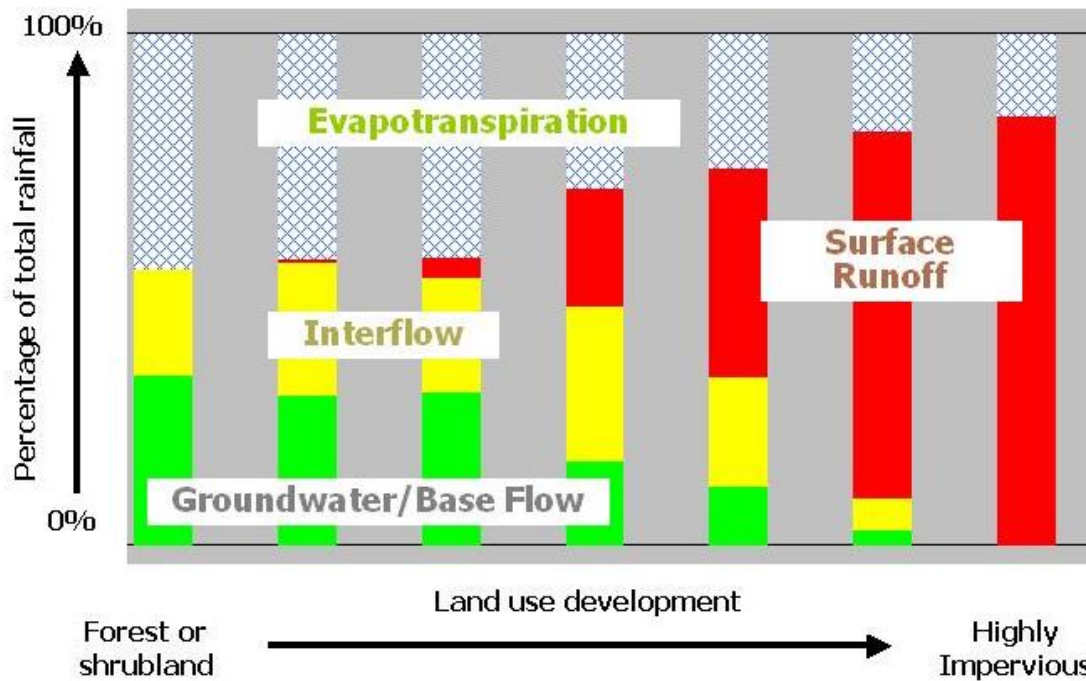 100%
Percentage of total rainfall
Evapotranspiration
Surface
Runoff
Interflow
Groundwater/Base Flow
0%
Land use development
Forest or
shrubland
Highly
Impervious